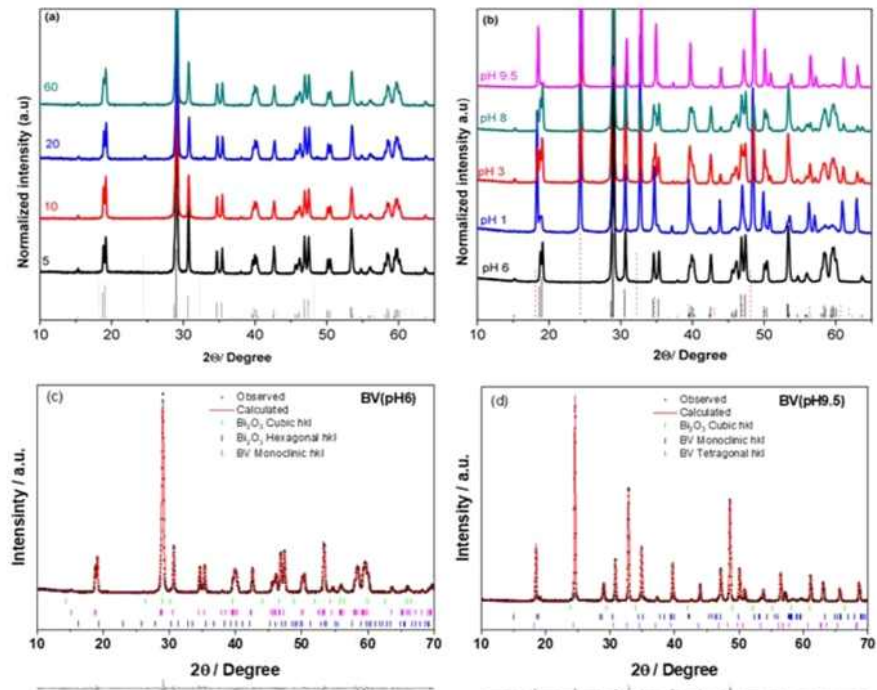 (a)
60
20
10
5
Normalized intensity (a.u)
10 20 30 40 50 60
2Θ/ Degree
(b)
pH 9.5
pH 8
pH 3
pH 1
pH 6
Normalized intensity a.u)
10 20 30 40 50 60
2Θ/ Degree
(c)
BV(pH6)
Observed
Calculated
Bi₂O₃ Cubic hkl
Bi₂O₃ Hexagonal hkl
BV Monoclinic hkl
Intensinty / a.u.
10 20 30 40 50 60 70
2Θ / Degree
(d)
BV(pH9.5)
Observed
Calculated
Bi₂O₃ Cubic hkl
BV Monoclinic hkl
BV Tetragonal hkl
Intensity / a.u.
10 20 30 40 50 60 70
2Θ / Degree